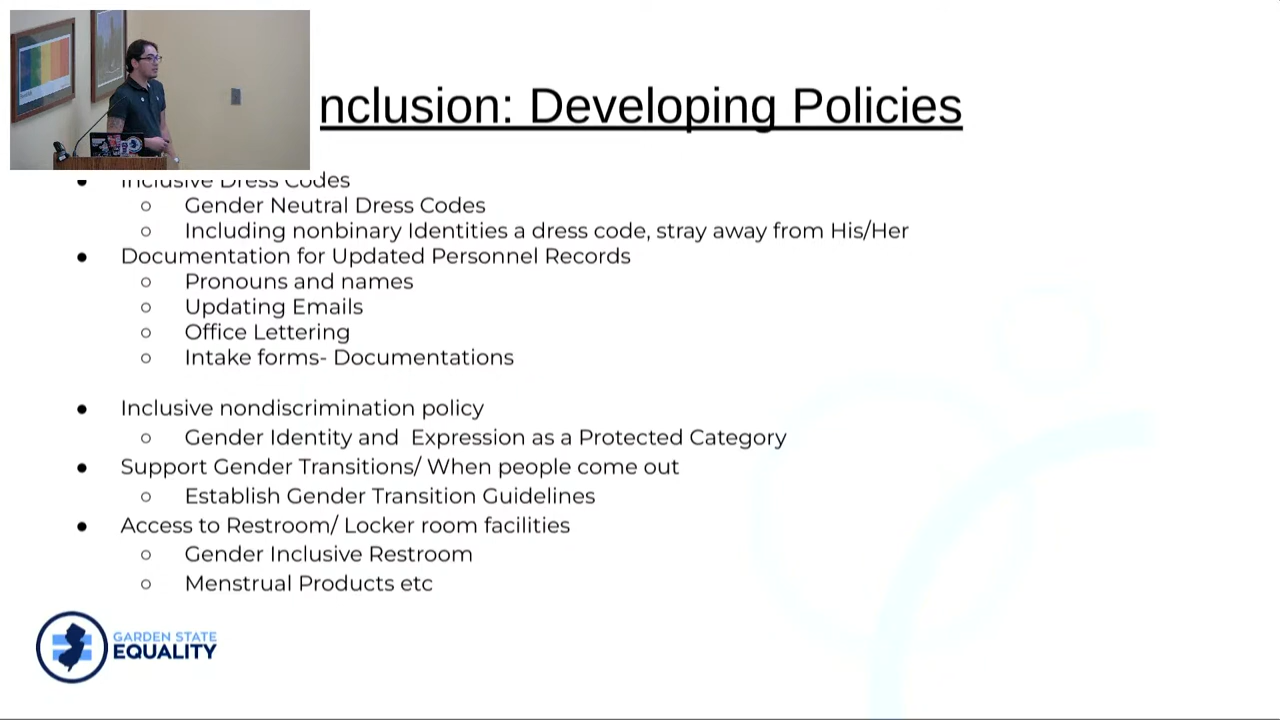 nclusion: Developing Policies
Inclusive Dress Codes
Gender Neutral Dress Codes
Including nonbinary Identities a dress code, stray away from His/Her
Documentation for Updated Personnel Records
Pronouns and names
Updating Emails
Office Lettering
Intake forms- Documentations
Inclusive nondiscrimination policy
Gender Identity and  Expression as a Protected Category
Support Gender Transitions/ When people come out
Establish Gender Transition Guidelines
Access to Restroom/ Locker room facilities
Gender Inclusive Restroom
Menstrual Products etc
GARDEN STATE
EQUALITY